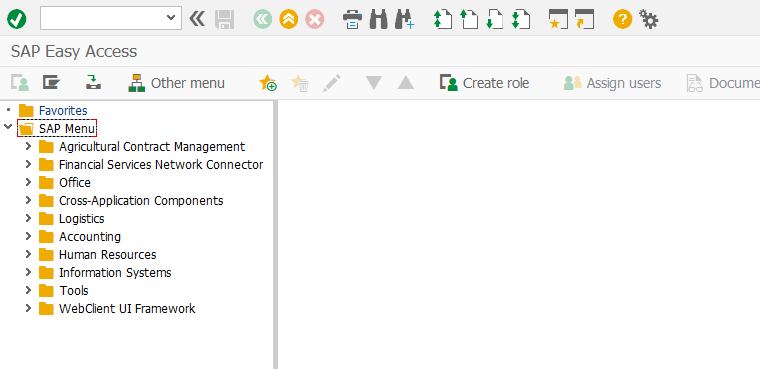 SAP Easy Access
Other menu Create role Assign users Docume
Favorites
SAP Menu
Agricultural Contract Management
Financial Services Network Connector
Office
Cross-Application Components
Logistics
Accounting
Human Resources
Information Systems
Tools
WebClient UI Framework